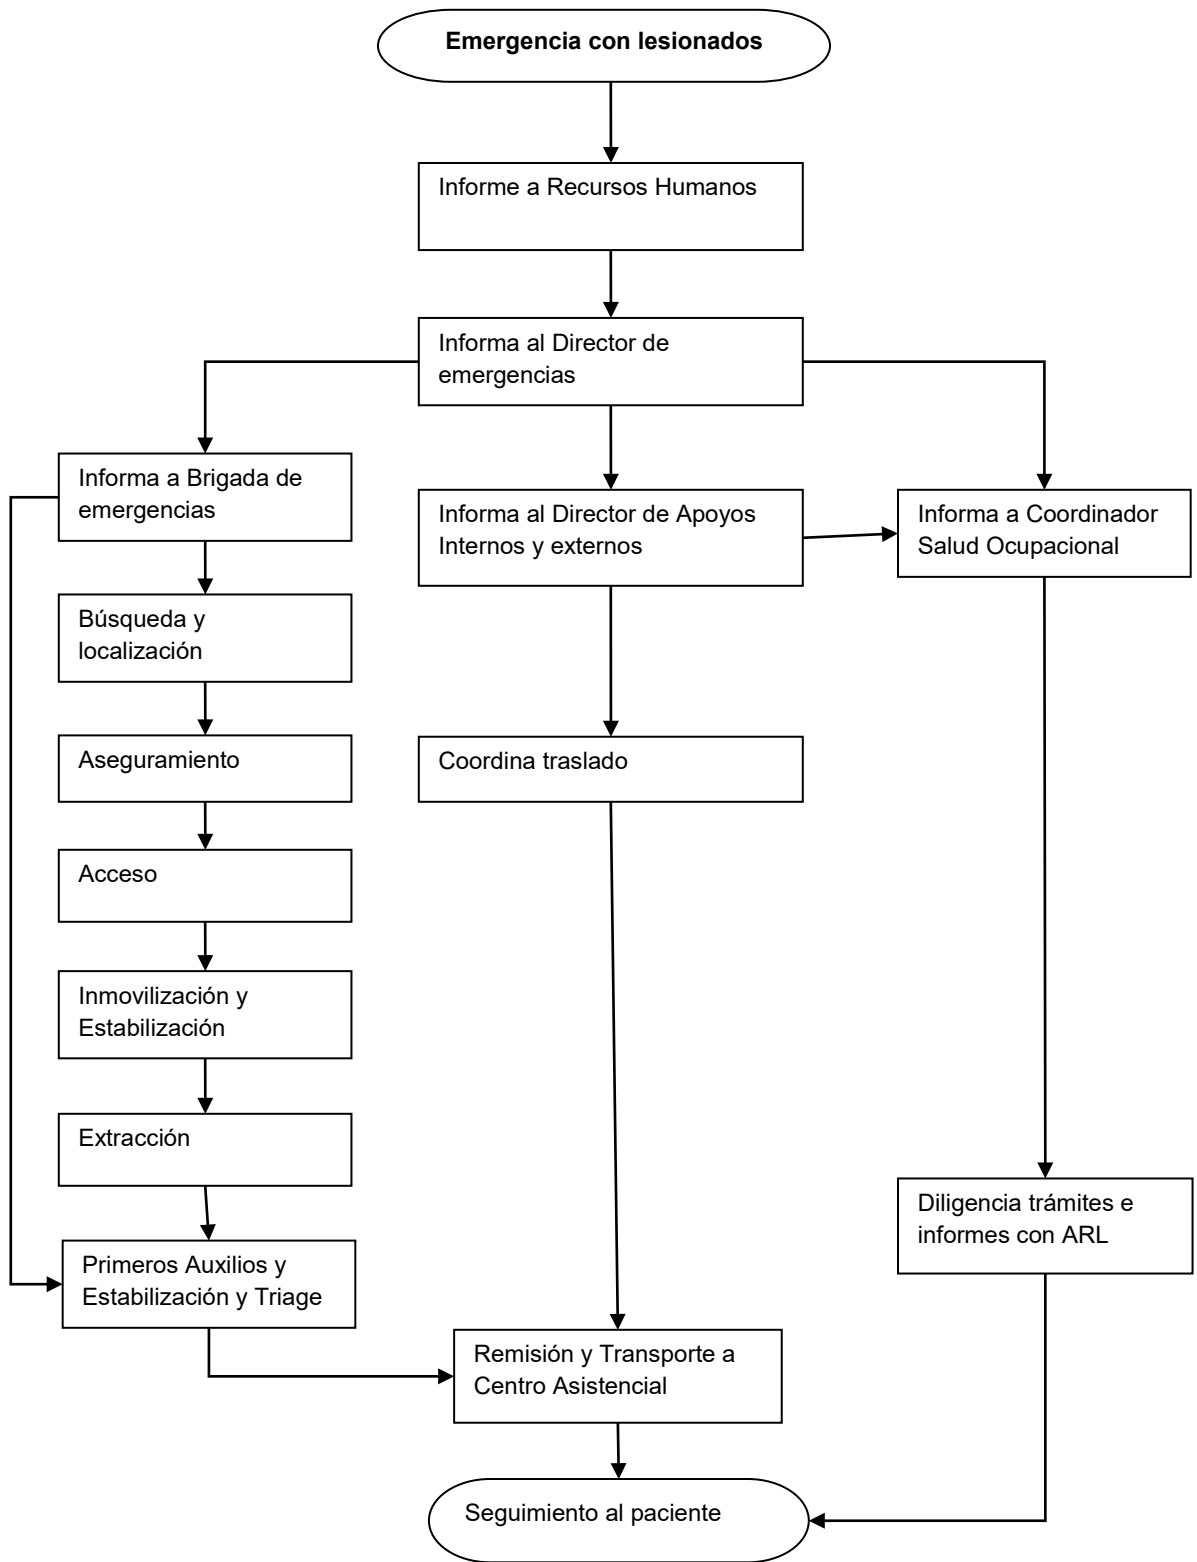 Emergencia con lesionados
Informe a Recursos Humanos
Informa al Director de
emergencias
Informa a Brigada de
emergencias
Informa al Director de Apoyos
Internos y externos
Informa a Coordinador
Salud Ocupacional
Búsqueda y
localización
Aseguramiento
Coordina traslado
Acceso
Inmovilización y
Estabilización
Extracción
Diligencia trámites e
informes con ARL
Primeros Auxilios y
Estabilización y Triage
Remisión y Transporte a
Centro Asistencial
Seguimiento al paciente